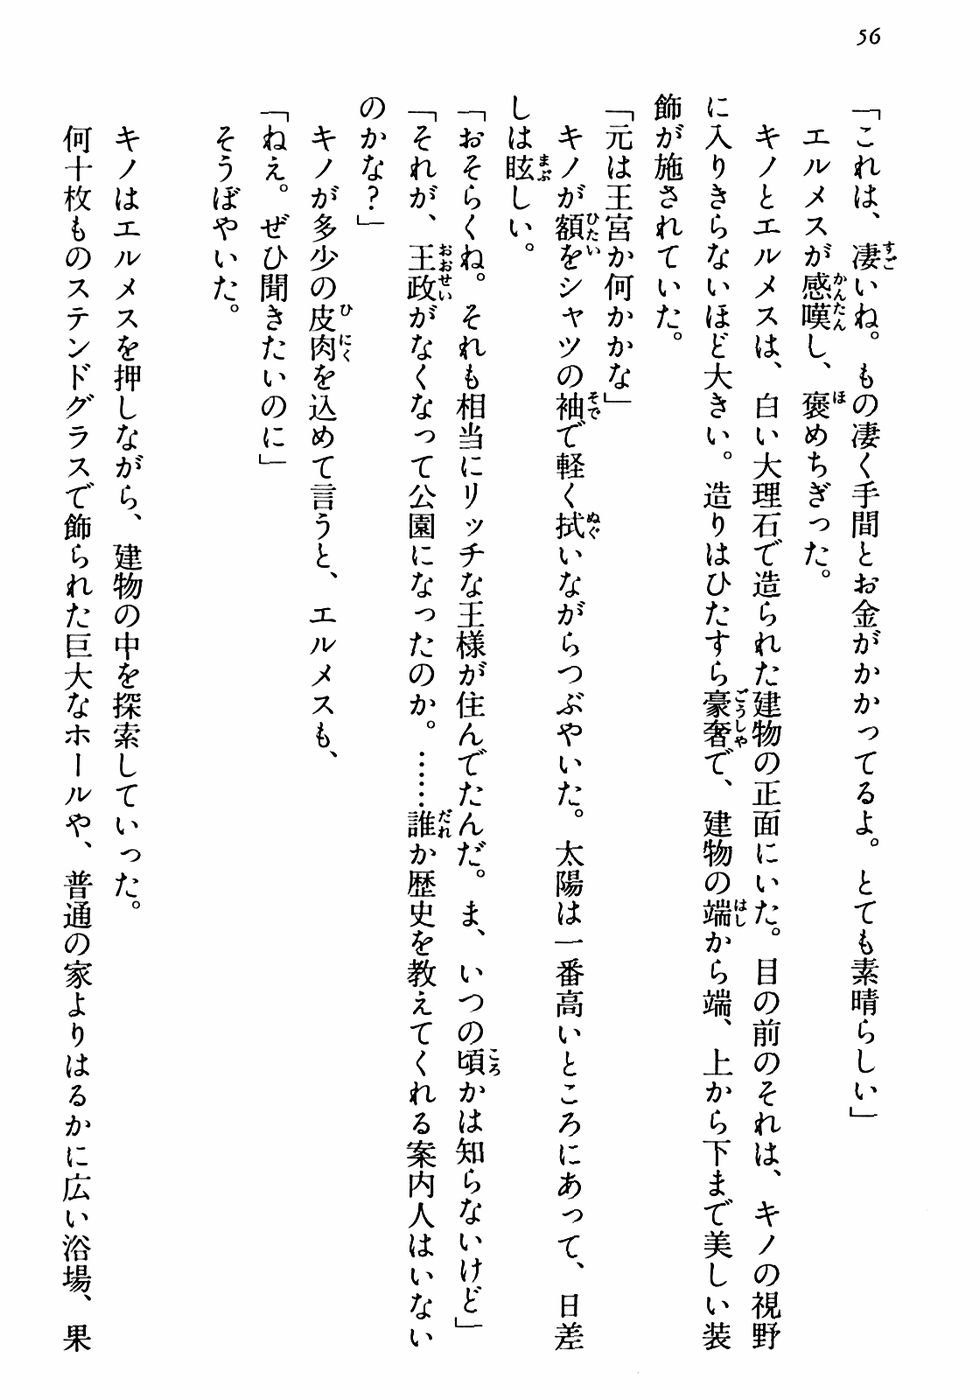 56
「これは、凄いね。もの凄く手間とお金がかかってるよ。とても素晴らしい」
エルメスが感嘆し、褒めちぎった。
キノとエルメスは、白い大理石で造られた建物の正面にいた。目の前のそれは、キノの視野
に入りきらないほど大きい。造りはひたすら豪奢で、建物の端から端、上から下まで美しい装
飾が施されていた。
「元は王宮か何かかな」
キノが額をシャツの袖で軽く拭いながらつぶやいた。太陽は一番高いところにあって、日差
しは眩しい。
「おそらくね。それも相当にリッチな王様が住んでたんだ。ま、いつの頃かは知らないけど」
「それが、王政がなくなって公園になったのか。……誰か歴史を教えてくれる案内人はいない
のかな？」
キノが多少の皮肉を込めて言うと、エルメスも、
「ねえ。ぜひ聞きたいのに」
そうぼやいた。
キノはエルメスを押しながら、建物の中を探索していった。
何十枚ものステンドグラスで飾られた巨大なホールや、普通の家よりはるかに広い浴場、果